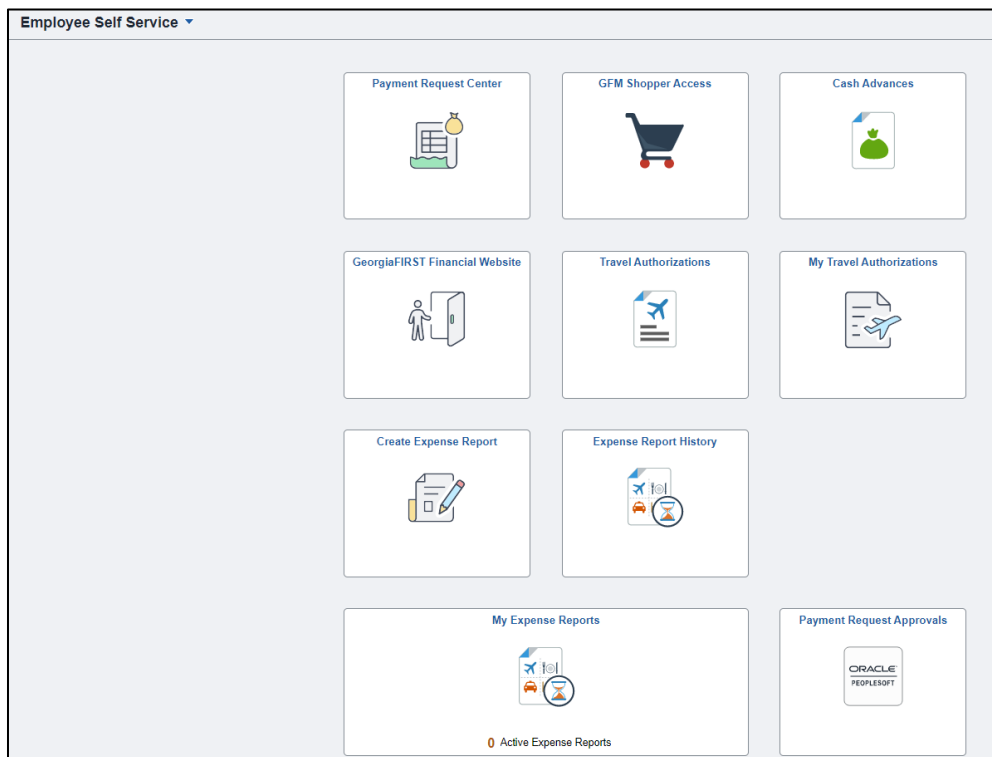 Employee Self Service
Payment Request Center
GFM Shopper Access
Cash Advances
GeorgiaFIRST Financial Website
Travel Authorizations
My Travel Authorizations
Create Expense Report
Expense Report History
My Expense Reports
0 Active Expense Reports
Payment Request Approvals
ORACLE
PEOPLESOFT